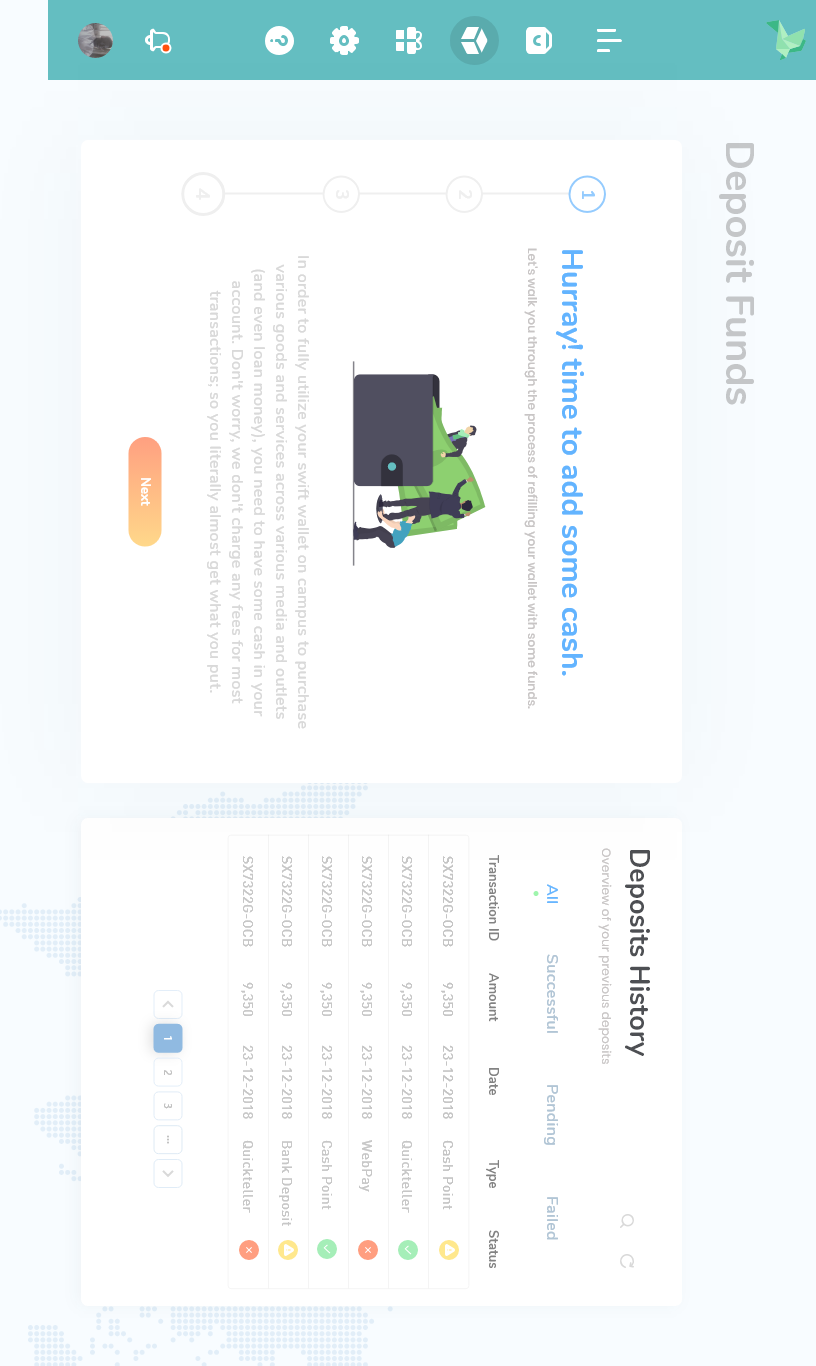 Deposit Funds
1
2
3
4
Hurray! time to add some cash.
Let's walk you through the process of refilling your wallet with some funds.
In order to fully utilize your swift wallet on campus to purchase
various goods and services across various media and outlets
(and even loan money), you need to have some cash in your
account. Don't worry, we don't charge any fees for most
transactions; so you literally almost get what you put.
Next
Deposits History
Overview of your previous deposits
All Successful Pending Failed
Transaction ID Amount Date Type Status
SX7322G-0CB 9,350 23-12-2018 Cash Point
SX7322G-0CB 9,350 23-12-2018 Quickteller
SX7322G-0CB 9,350 23-12-2018 WebPay
SX7322G-0CB 9,350 23-12-2018 Cash Point
SX7322G-0CB 9,350 23-12-2018 Bank Deposit
SX7322G-0CB 9,350 23-12-2018 Quickteller
1 2 3 ...